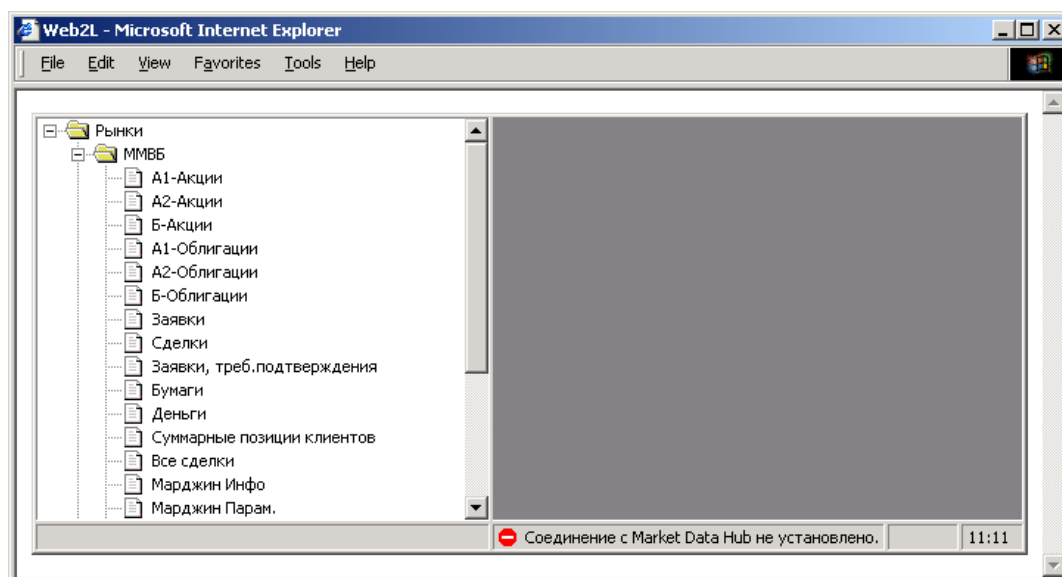 Web2L - Microsoft Internet Explorer
File Edit View Favorites Tools Help
Рынки
ММВБ
А1-Акции
А2-Акции
Б-Акции
А1-Облигации
А2-Облигации
Б-Облигации
Заявки
Сделки
Заявки, треб.подтверждения
Бумаги
Деньги
Суммарные позиции клиентов
Все сделки
Марджин Инфо
Марджин Парам.
Соединение с Market Data Hub не установлено. 11:11